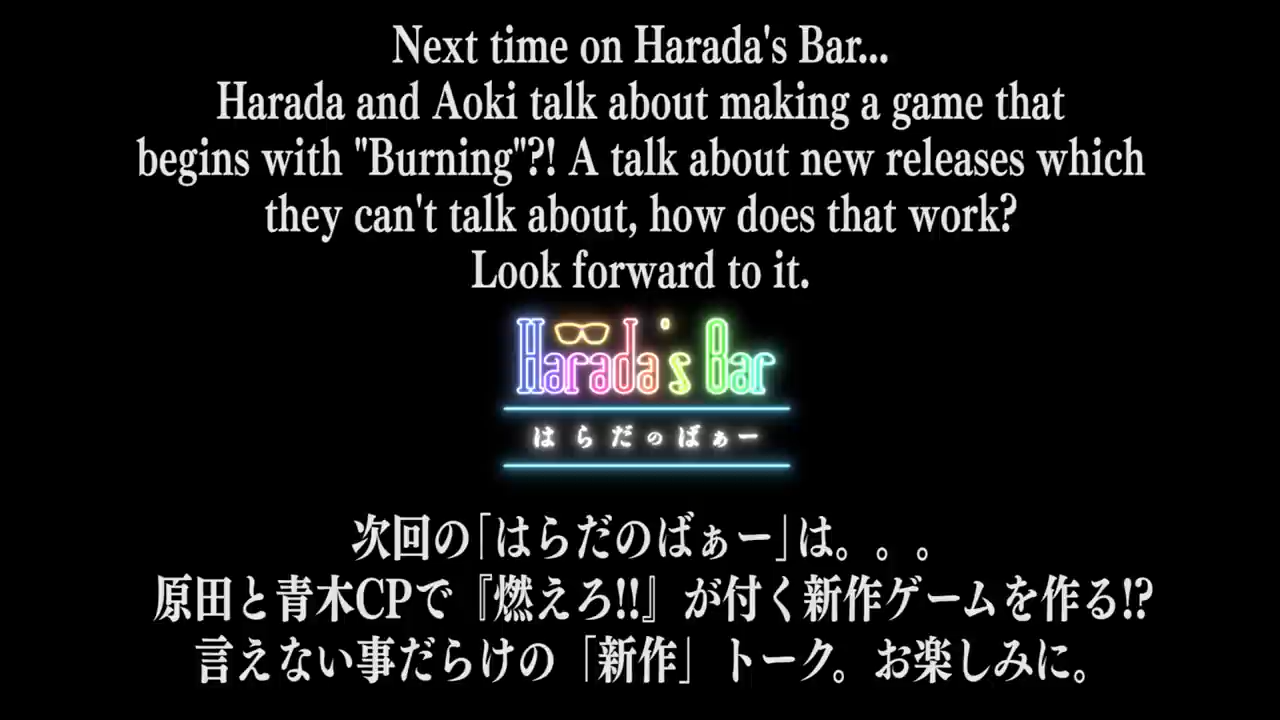 Next time on Harada's Bar...
Harada and Aoki talk about making a game that
begins with "Burning"?! A talk about new releases which
they can't talk about, how does that work?
Look forward to it.
Harada's Bar
はらだのばぁー
次回の「はらだのばぁー」は。。。
原田と青木CPで『燃えろ!!』が付く新作ゲームを作る!?
言えない事だらけの「新作」トーク。お楽しみに。